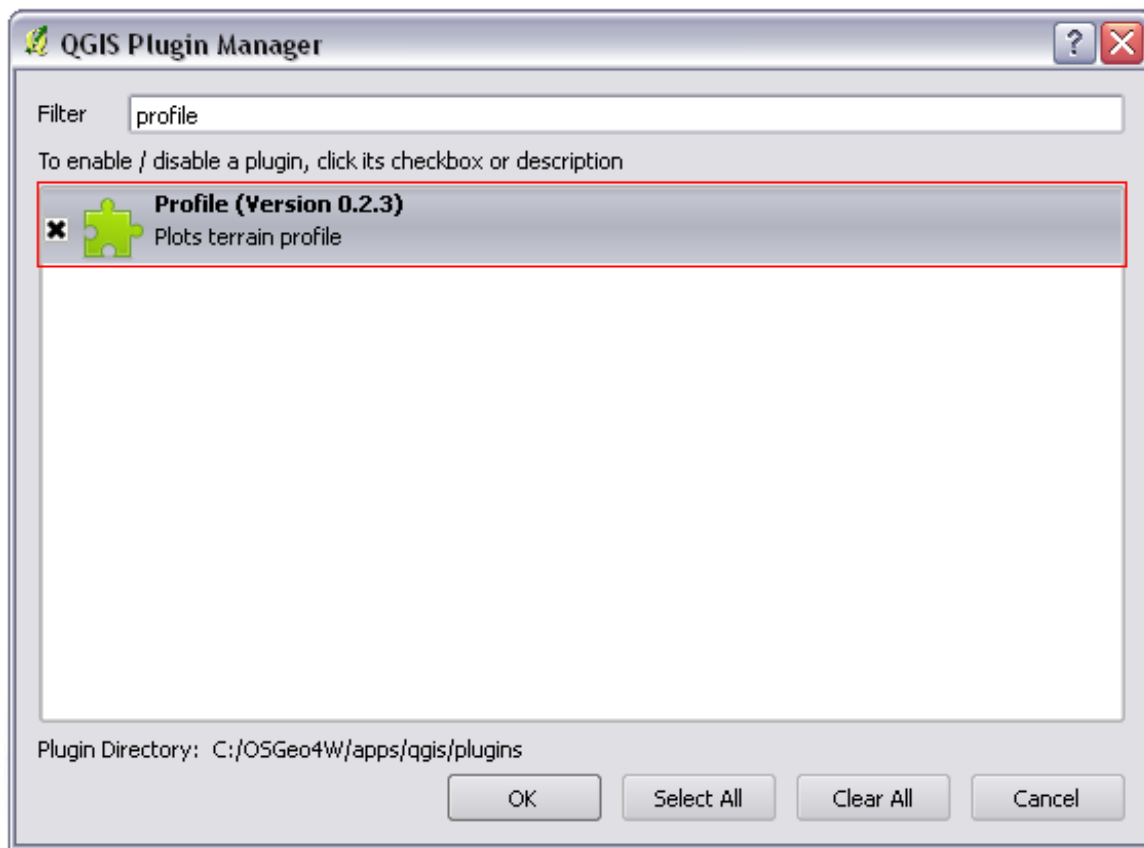 QGIS Plugin Manager
Filter profile
To enable / disable a plugin, click its checkbox or description
Profile (Version 0.2.3)
Plots terrain profile
Plugin Directory: C:/OSGeo4W/apps/qgis/plugins
OK Select All Clear All Cancel